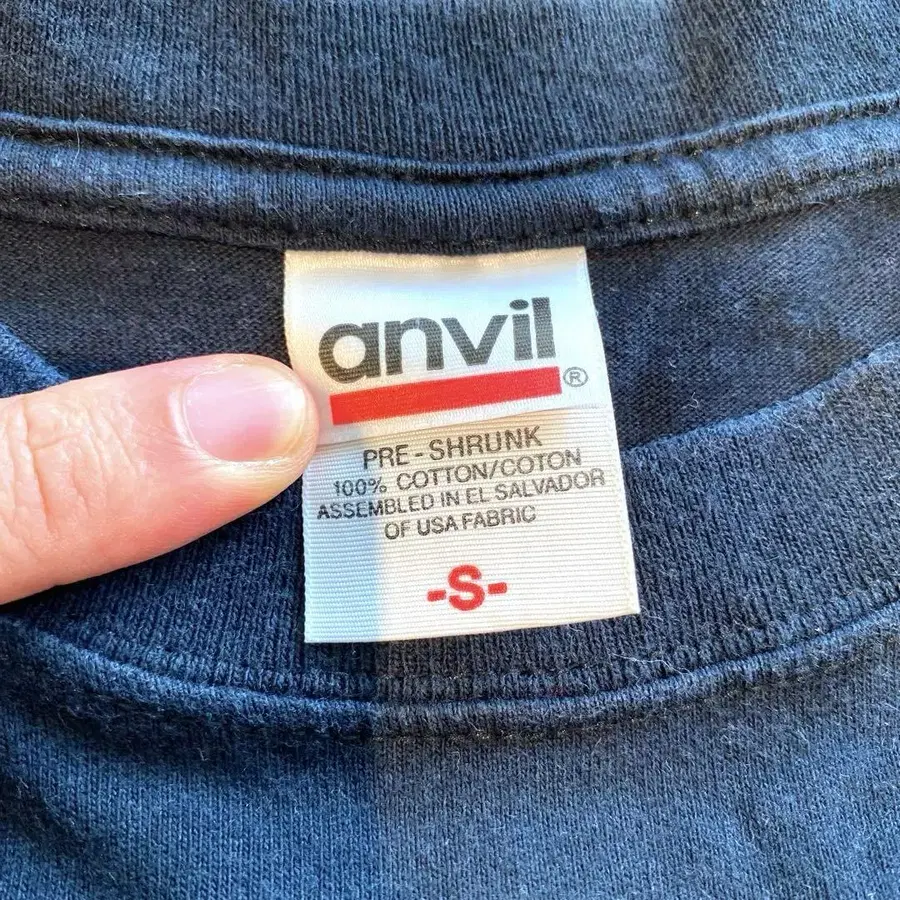 anvil®
PRE-SHRUNK
100% COTTON/COTON
ASSEMBLED IN EL SALVADOR
OF USA FABRIC
-S-